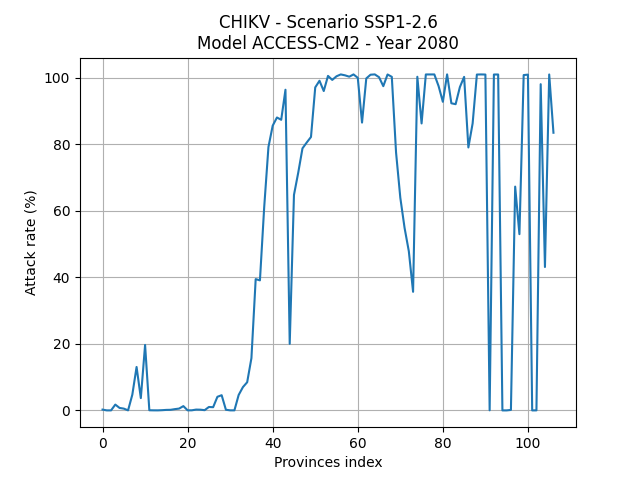 CHIKV - Scenario SSP1-2.6
Model ACCESS-CM2 - Year 2080
100
80
60
40
20
0
Attack rate (%)
0 20 40 60 80 100
Provinces index